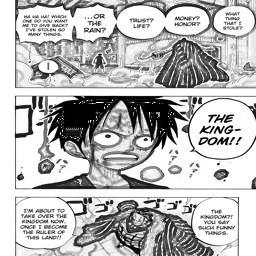 WHAT
THING
THAT I
STOLE?
MONEY?
HONOR?
TRUST?
LIFE?
...OR
THE
RAIN?
HA HA HA! WHICH
ONE DO YOU WANT
ME TO GIVE BACK?
I'VE STOLEN SO
MANY THINGS.
!
THE
KING-
DOM!!
THE
KINGDOM?!
YOU SAY
SUCH FUNNY
THINGS.
I'M ABOUT TO
TAKE OVER THE
KINGDOM NOW.
ONCE I BECOME
THE RULER OF
THIS LAND!!